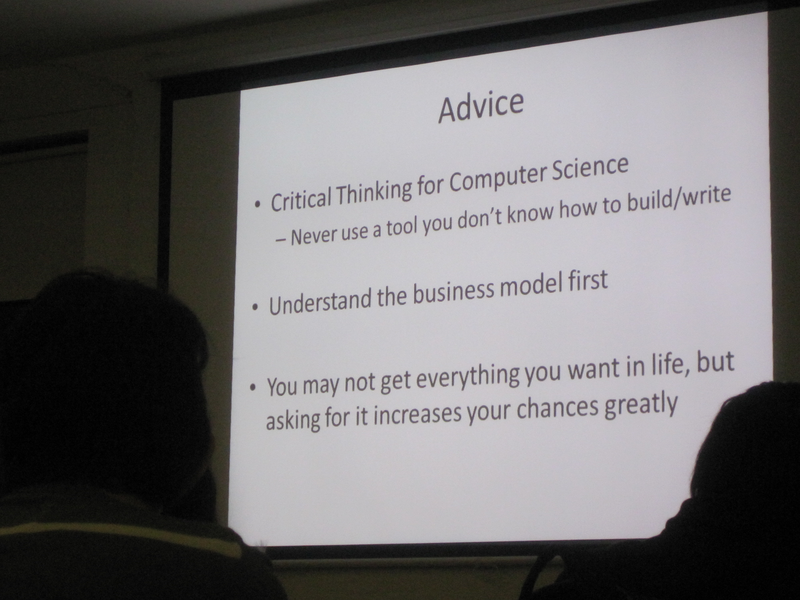 Advice
• Critical Thinking for Computer Science
– Never use a tool you don't know how to build/write
• Understand the business model first
• You may not get everything you want in life, but
asking for it increases your chances greatly